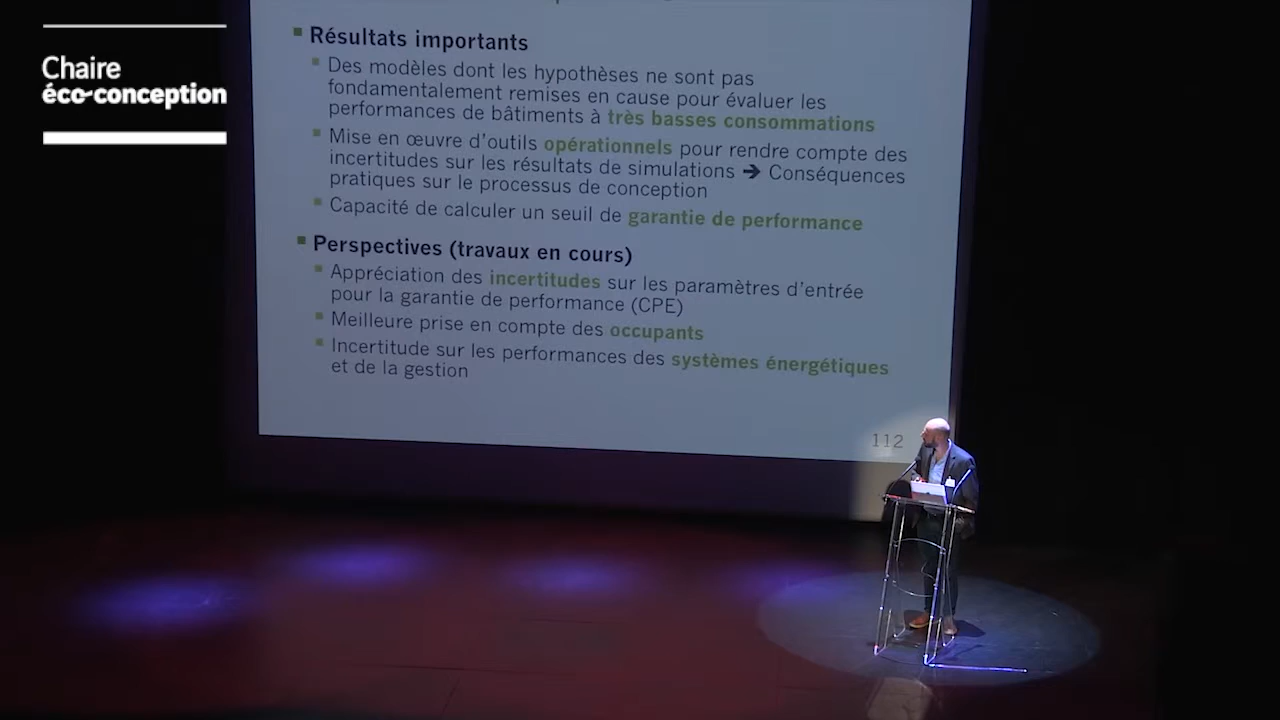 Chaire
éco-conception
Résultats importants
Des modèles dont les hypothèses ne sont pas
fondamentalement remises en cause pour évaluer les
performances de bâtiments à très basses consommations
Mise en œuvre d'outils opérationnels pour rendre compte des
incertitudes sur les résultats de simulations ➔ Conséquences
pratiques sur le processus de conception
Capacité de calculer un seuil de garantie de performance
Perspectives (travaux en cours)
Appréciation des incertitudes sur les paramètres d'entrée
pour la garantie de performance (CPE)
Meilleure prise en compte des occupants
Incertitude sur les performances des systèmes énergétiques
et de la gestion
112